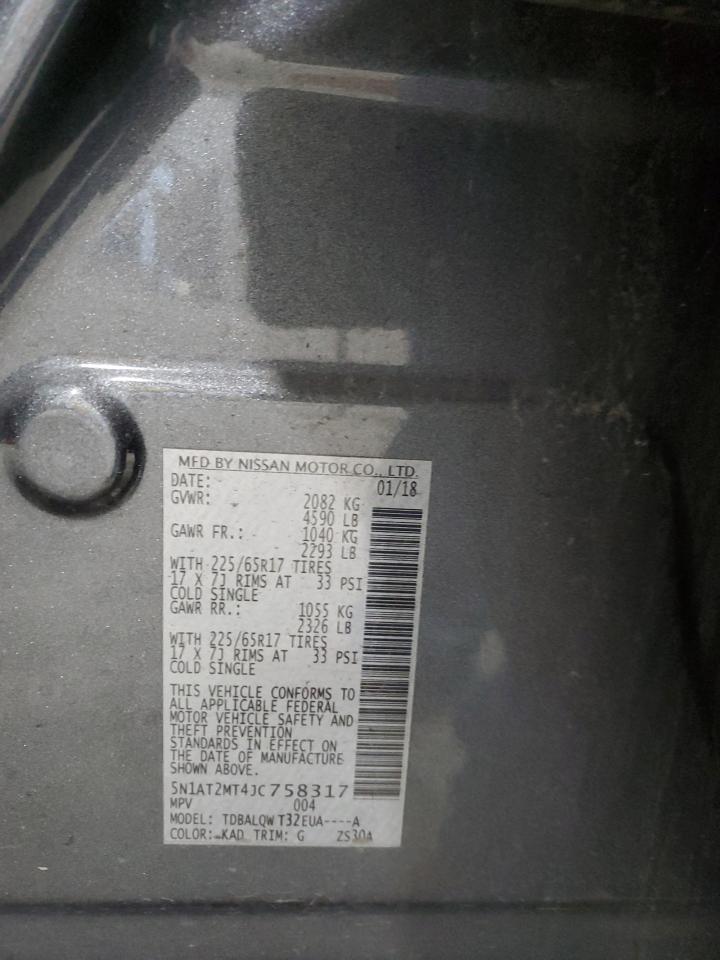 MFD BY NISSAN MOTOR CO., LTD.
DATE: 01/18
GVWR: 2082 KG
4590 LB
GAWR FR.: 1040 KG
2293 LB
WITH 225/65R17 TIRES
17 X 7J RIMS AT 33 PSI
COLD SINGLE
GAWR RR.: 1055 KG
2326 LB
WITH 225/65R17 TIRES
17 X 7J RIMS AT 33 PSI
COLD SINGLE
THIS VEHICLE CONFORMS TO
ALL APPLICABLE FEDERAL
MOTOR VEHICLE SAFETY AND
THEFT PREVENTION
STANDARDS IN EFFECT ON
THE DATE OF MANUFACTURE
SHOWN ABOVE.
5N1AT2MT4JC758317
MPV 004
MODEL: TDBALQW T32EUA----A
COLOR: KAD TRIM: G ZS30A